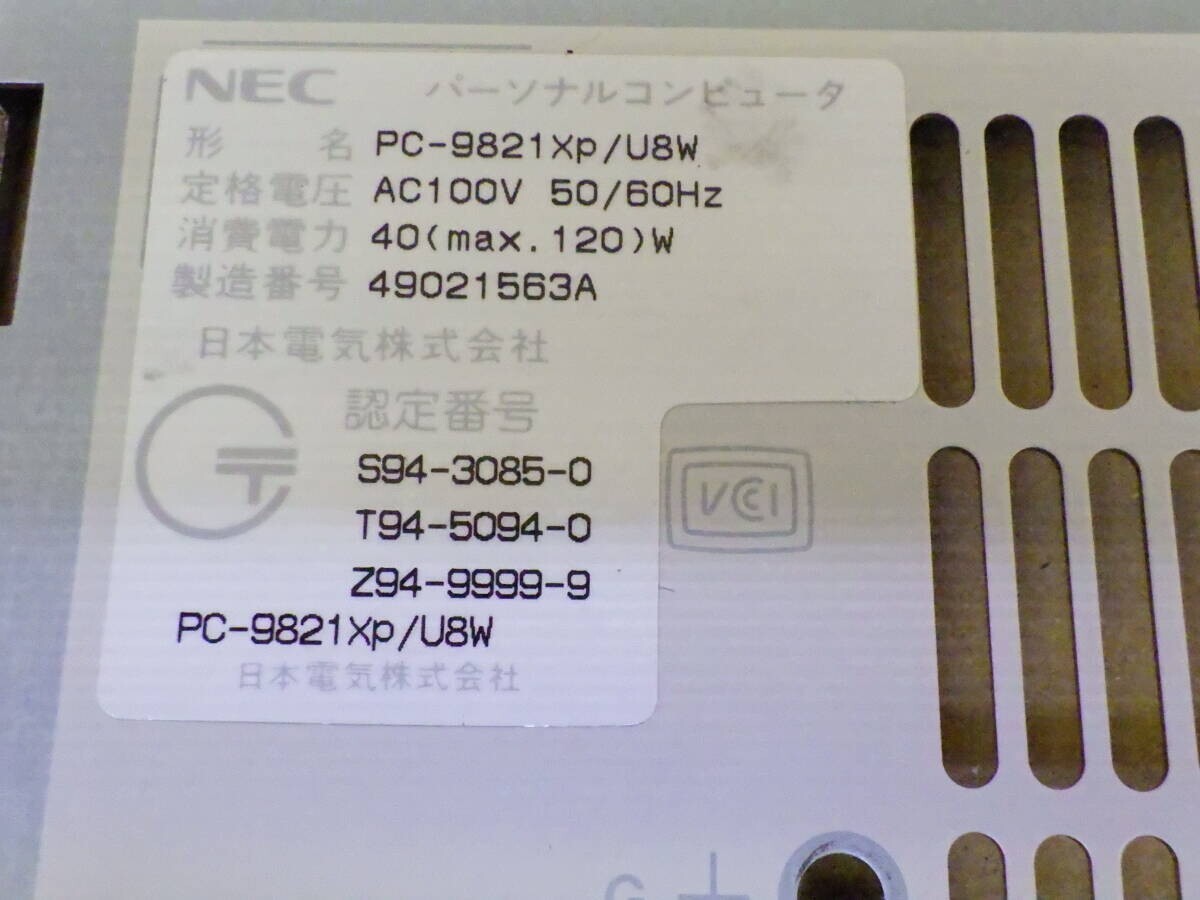 NEC パーソナルコンピュータ
形 名 PC-9821Xp/U8W
定格電圧 AC100V 50/60Hz
消費電力 40(max.120)W
製造番号 49021563A
日本電気株式会社
認定番号
S94-3085-0
T94-5094-0
Z94-9999-9
PC-9821Xp/U8W
日本電気株式会社
VCCI
G